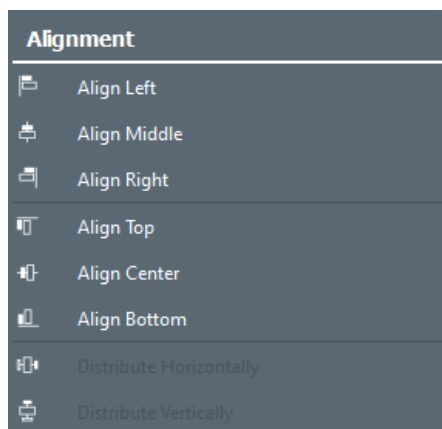 Alignment
Align Left
Align Middle
Align Right
Align Top
Align Center
Align Bottom
Distribute Horizontally
Distribute Vertically